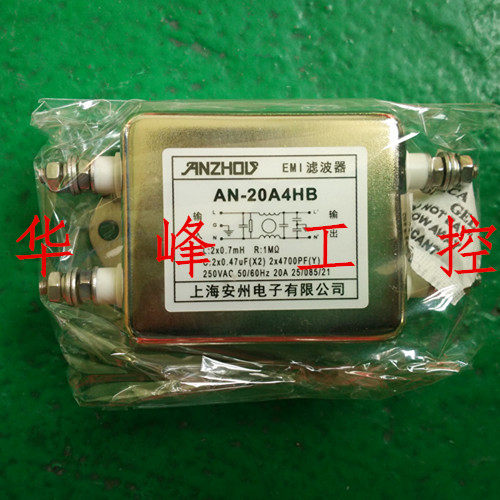 ANZHOU EMI滤波器
AN-20A4HB
输入 L N L' N' 输出
华峰工控
L:2x0.7mH R:1MΩ
C:2x0.47uF(X2) 2x4700PF(Y)
250VAC 50/60Hz 20A 25/085/21
上海安州电子有限公司